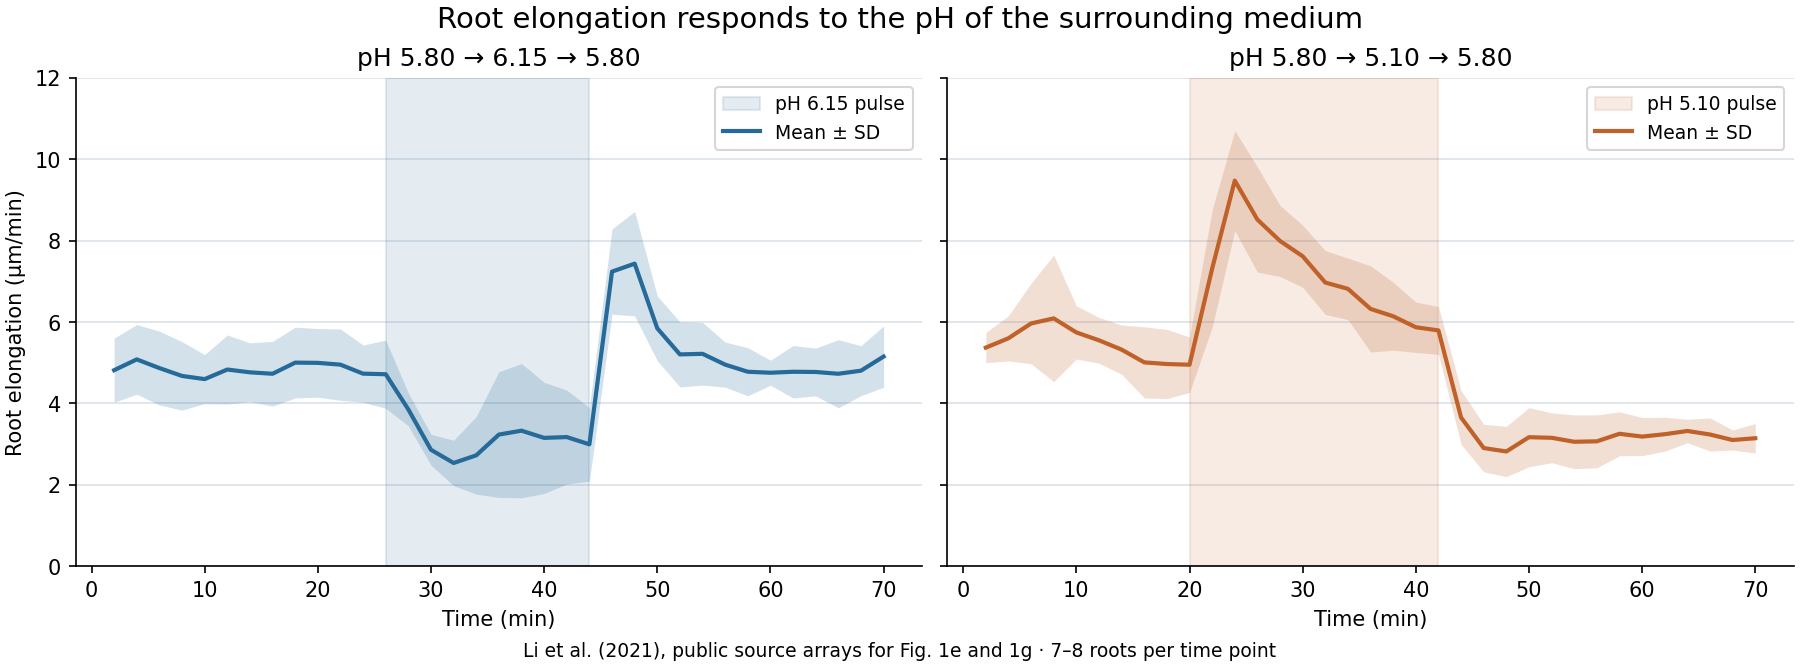 Root elongation responds to the pH of the surrounding medium
pH 5.80 → 6.15 → 5.80
pH 5.80 → 5.10 → 5.80
pH 6.15 pulse
Mean ± SD
pH 5.10 pulse
Mean ± SD
Root elongation (µm/min)
12
10
8
6
4
2
0
0 10 20 30 40 50 60 70
0 10 20 30 40 50 60 70
Time (min)
Time (min)
Li et al. (2021), public source arrays for Fig. 1e and 1g · 7–8 roots per time point